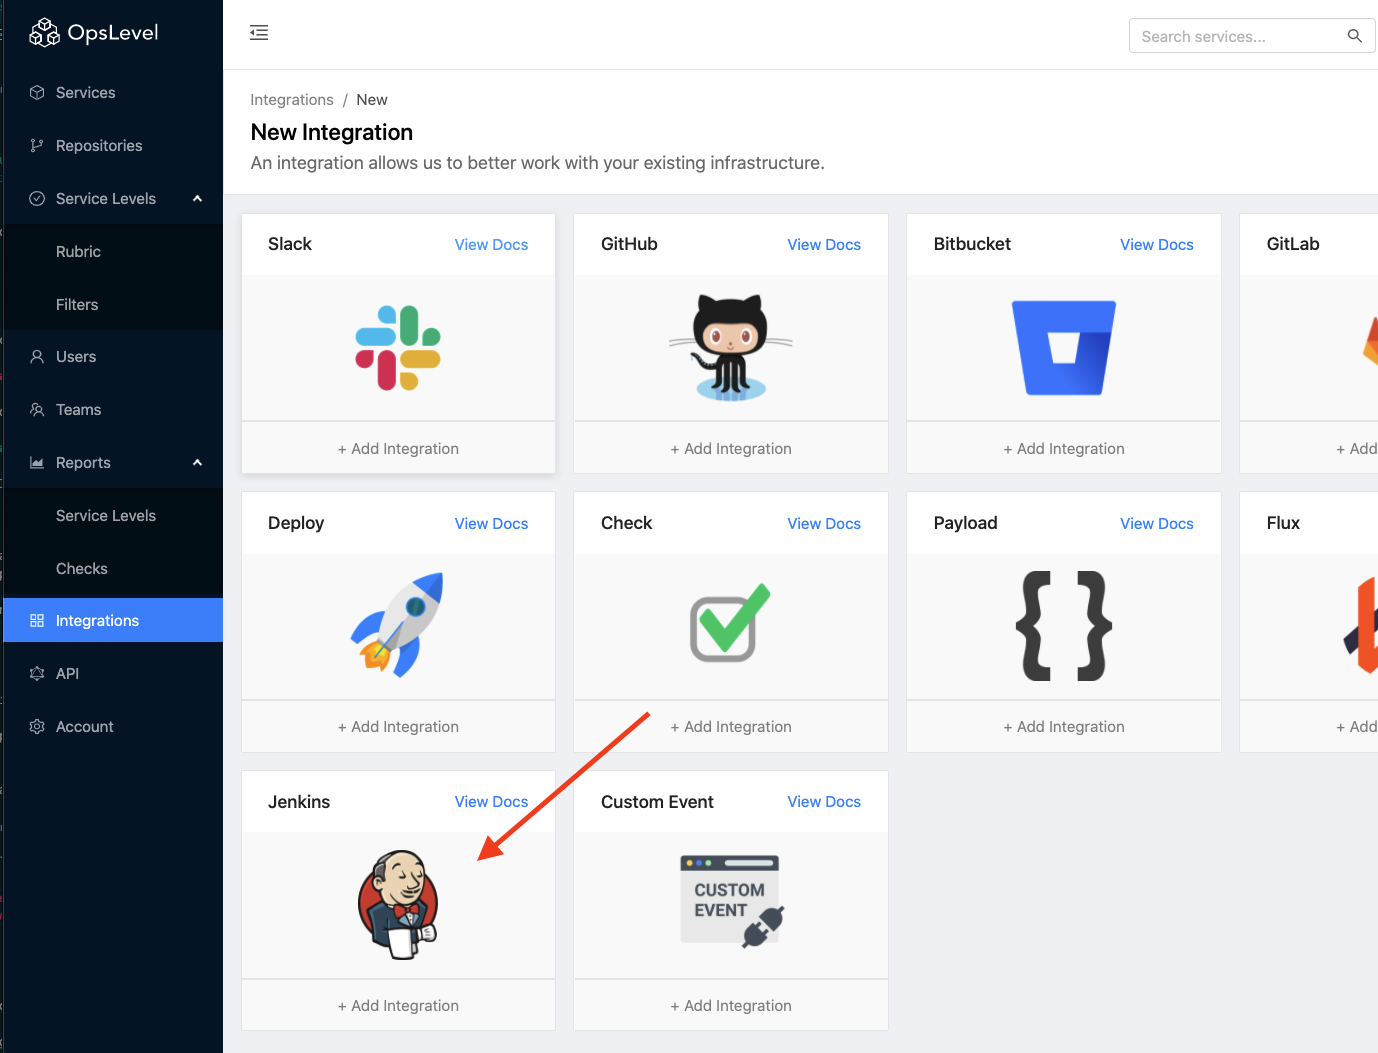 OpsLevel
Search services...
Services
Repositories
Service Levels
Rubric
Filters
Users
Teams
Reports
Service Levels
Checks
Integrations
API
Account
Integrations / New
New Integration
An integration allows us to better work with your existing infrastructure.
Slack View Docs
GitHub View Docs
Bitbucket View Docs
GitLab
+ Add Integration
+ Add Integration
+ Add Integration
+ Add
Deploy View Docs
Check View Docs
Payload View Docs
Flux
{ }
+ Add Integration
+ Add Integration
+ Add Integration
+ Add
Jenkins View Docs
Custom Event View Docs
CUSTOM
EVENT
+ Add Integration
+ Add Integration